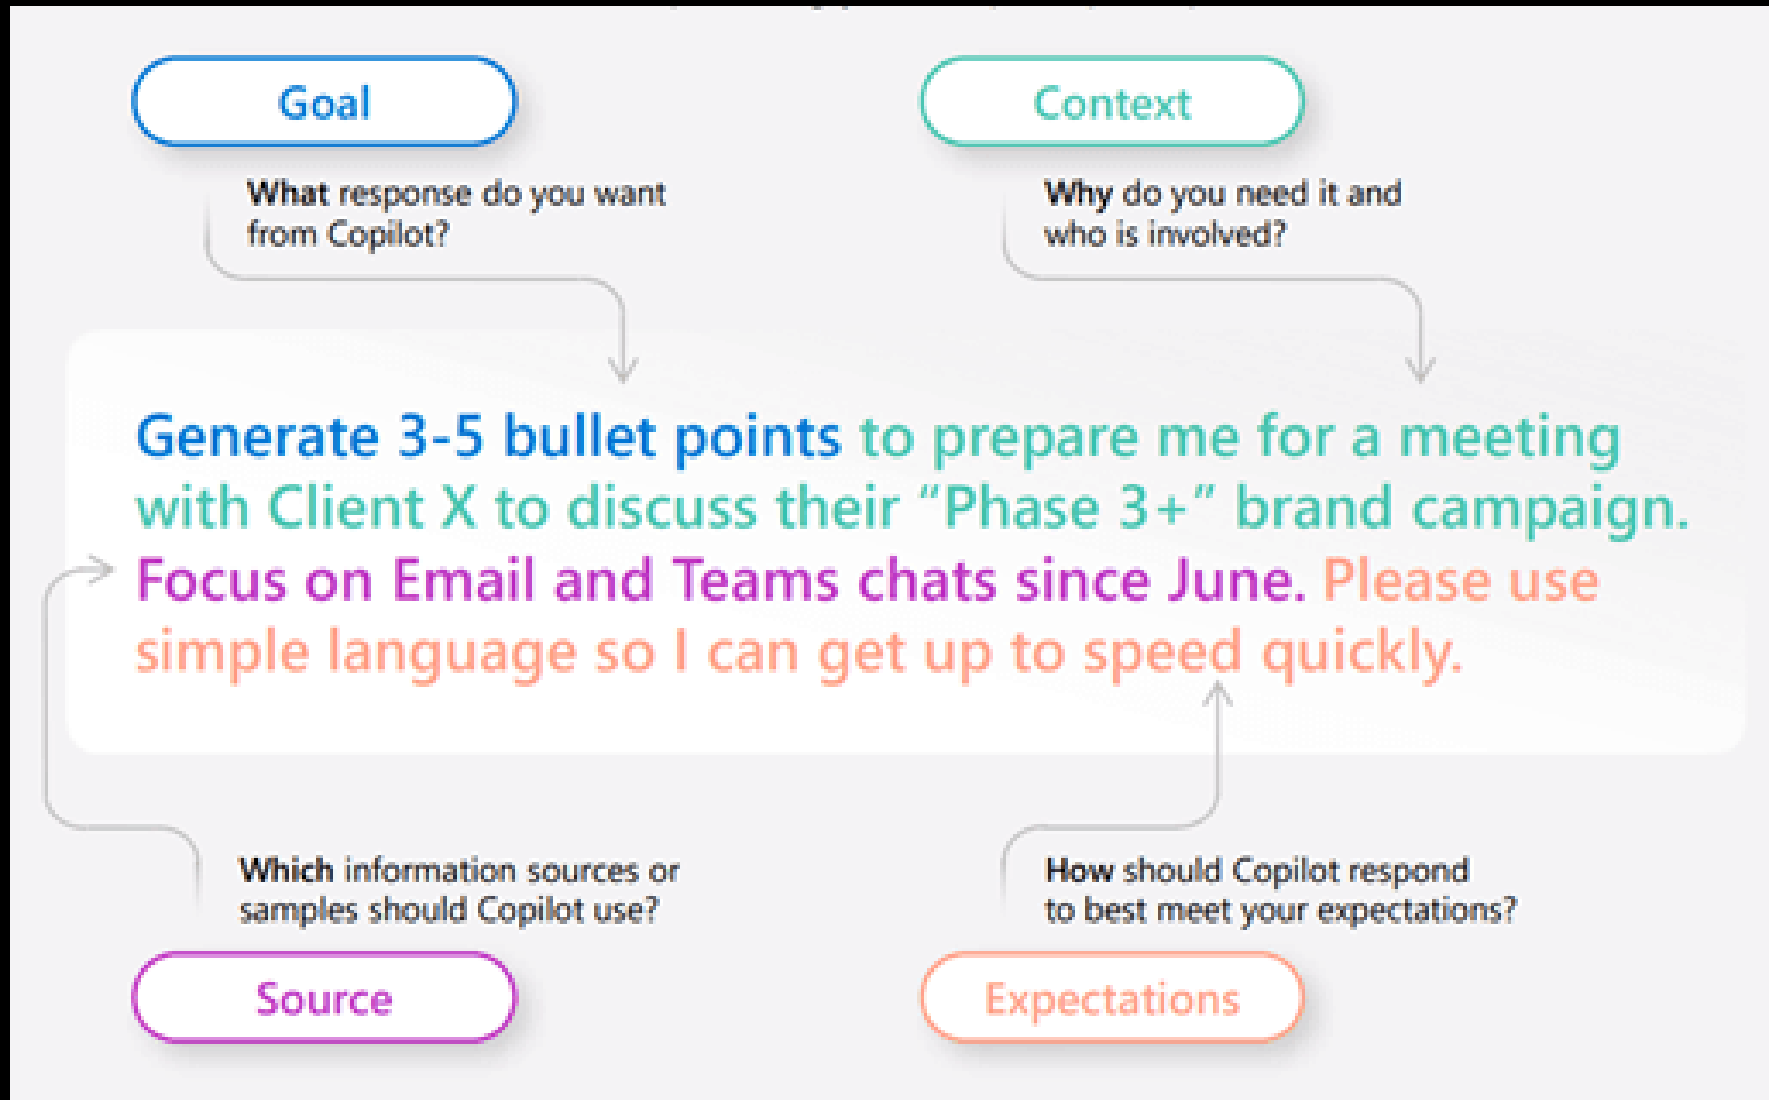 Goal
Context
What response do you want
from Copilot?
Why do you need it and
who is involved?
Generate 3-5 bullet points to prepare me for a meeting
with Client X to discuss their “Phase 3+” brand campaign.
Focus on Email and Teams chats since June. Please use
simple language so I can get up to speed quickly.
Which information sources or
samples should Copilot use?
How should Copilot respond
to best meet your expectations?
Source
Expectations